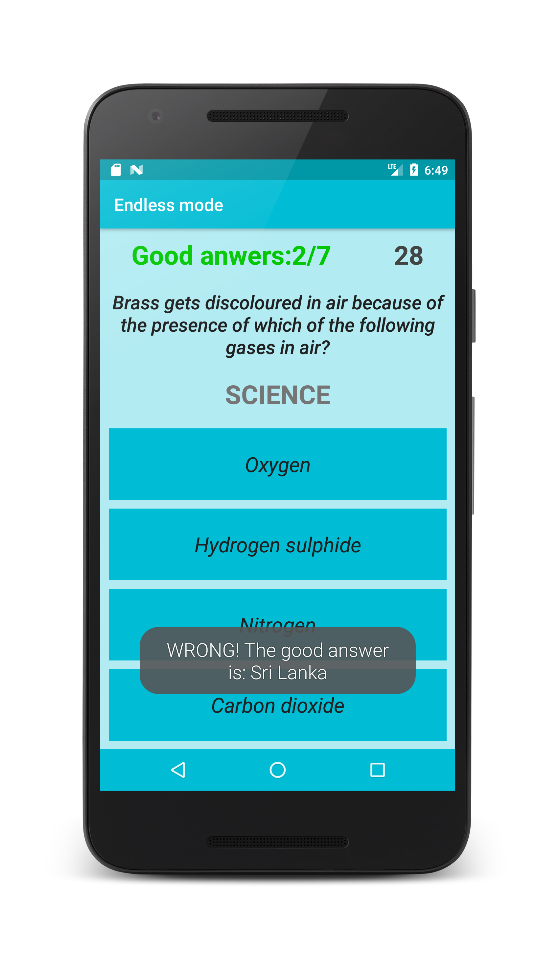 LTE 6:49
Endless mode
Good anwers:2/7 28
Brass gets discoloured in air because of
the presence of which of the following
gases in air?
SCIENCE
Oxygen
Hydrogen sulphide
Nitrogen
WRONG! The good answer
is: Sri Lanka
Carbon dioxide